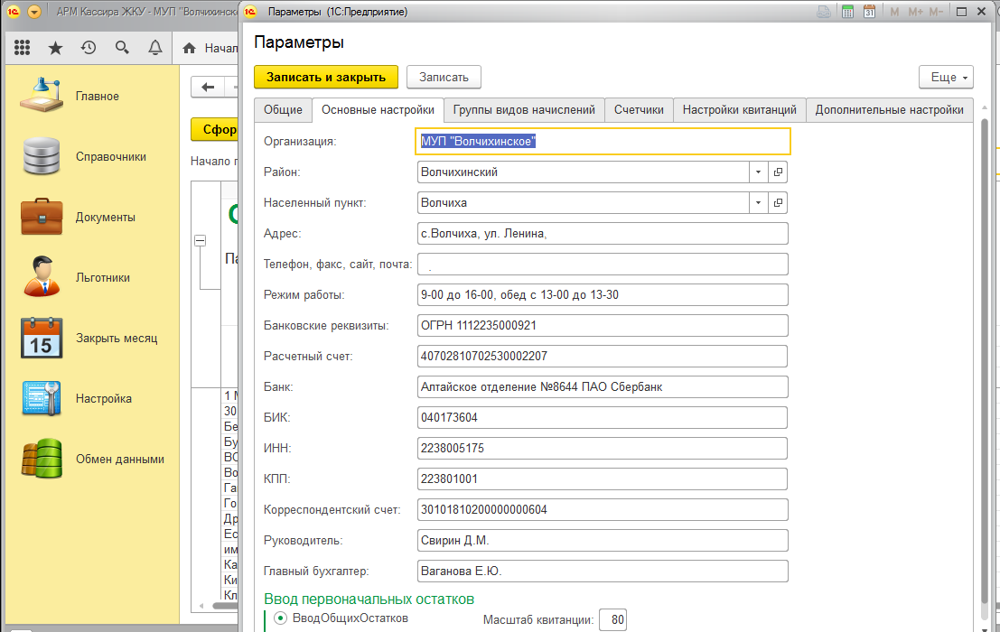 АРМ Кассира ЖКУ - МУП "Волчихинск
Параметры (1С:Предприятие)
M M+ M-
Начал
Главное
Справочники
Документы
Льготники
Закрыть месяц
15
Настройка
Обмен данными
Сфор
Начало п
Па
1 М
30
Бе
Бу
ВО
Во
Га
Го
Др
Ес
им
Ка
Ки
Кл
Параметры
Записать и закрыть Записать Еще
Общие Основные настройки Группы видов начислений Счетчики Настройки квитанций Дополнительные настройки
Организация: МУП "Волчихинское"
Район: Волчихинский
Населенный пункт: Волчиха
Адрес: с.Волчиха, ул. Ленина,
Телефон, факс, сайт, почта: .
Режим работы: 9-00 до 16-00, обед с 13-00 до 13-30
Банковские реквизиты: ОГРН 1112235000921
Расчетный счет: 40702810702530002207
Банк: Алтайское отделение №8644 ПАО Сбербанк
БИК: 040173604
ИНН: 2238005175
КПП: 223801001
Корреспондентский счет: 30101810200000000604
Руководитель: Свирин Д.М.
Главный бухгалтер: Ваганова Е.Ю.
Ввод первоначальных остатков
ВводОбщихОстатков Масштаб квитанции: 80